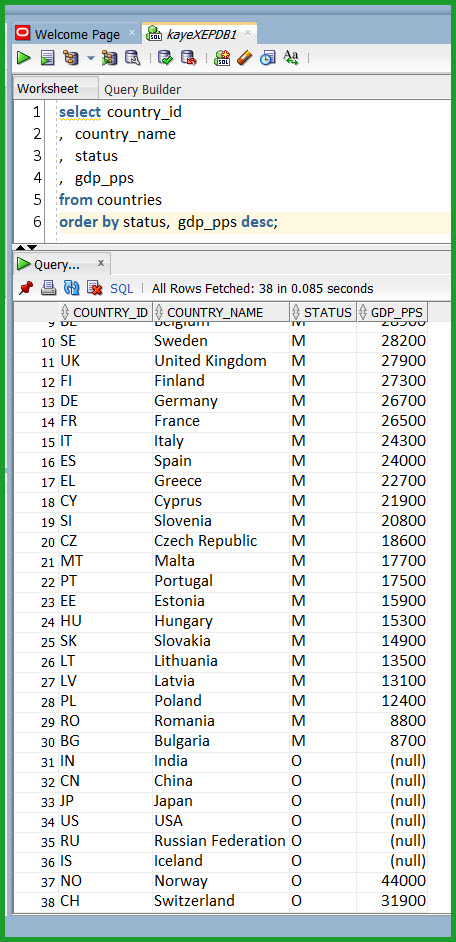 Welcome Page × kayeXEPDB1 ×
SQL Aa
Worksheet Query Builder
1 select country_id
2 , country_name
3 , status
4 , gdp_pps
5 from countries
6 order by status, gdp_pps desc;
Query... x
SQL | All Rows Fetched: 38 in 0.085 seconds
COUNTRY_ID COUNTRY_NAME STATUS GDP_PPS
9 BE Belgium M 28900
10 SE Sweden M 28200
11 UK United Kingdom M 27900
12 FI Finland M 27300
13 DE Germany M 26700
14 FR France M 26500
15 IT Italy M 24300
16 ES Spain M 24000
17 EL Greece M 22700
18 CY Cyprus M 21900
19 SI Slovenia M 20800
20 CZ Czech Republic M 18600
21 MT Malta M 17700
22 PT Portugal M 17500
23 EE Estonia M 15900
24 HU Hungary M 15300
25 SK Slovakia M 14900
26 LT Lithuania M 13500
27 LV Latvia M 13100
28 PL Poland M 12400
29 RO Romania M 8800
30 BG Bulgaria M 8700
31 IN India O (null)
32 CN China O (null)
33 JP Japan O (null)
34 US USA O (null)
35 RU Russian Federation O (null)
36 IS Iceland O (null)
37 NO Norway O 44000
38 CH Switzerland O 31900